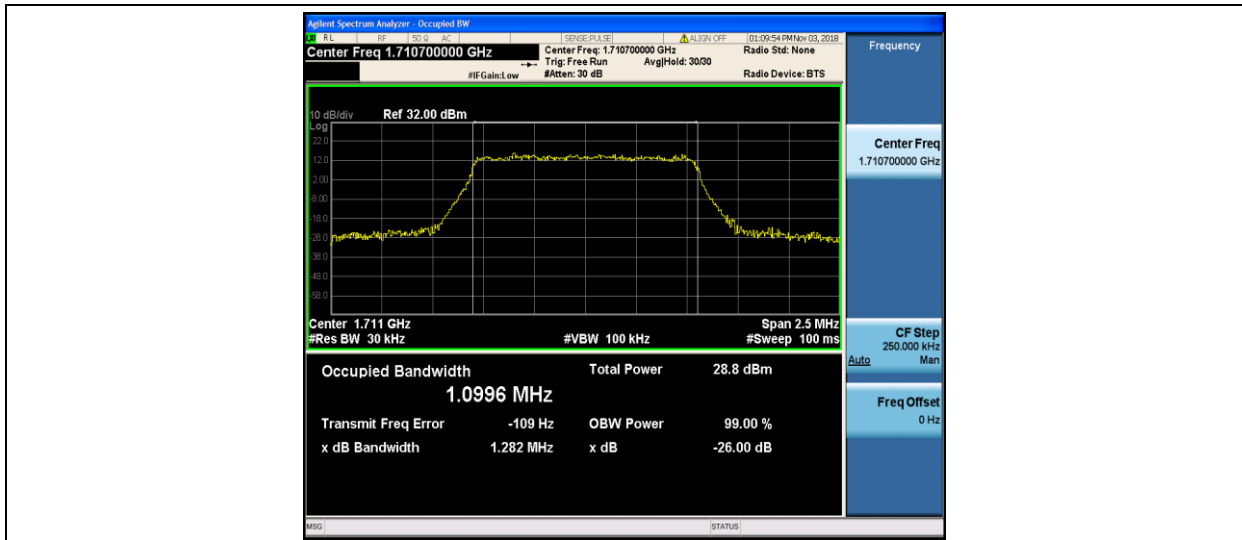 Agilent Spectrum Analyzer - Occupied BW
RL RF 50 Ω AC SENSE:PULSE ALIGN OFF 01:09:54 PM Nov 03, 2018
Center Freq 1.710700000 GHz
Center Freq: 1.710700000 GHz Radio Std: None
Trig: Free Run Avg|Hold: 30/30
#IFGain:Low #Atten: 30 dB Radio Device: BTS
10 dB/div Ref 32.00 dBm
Log
22.0
12.0
2.00
-8.00
-18.0
-28.0
-38.0
-48.0
-58.0
Center 1.711 GHz Span 2.5 MHz
#Res BW 30 kHz #VBW 100 kHz #Sweep 100 ms
Occupied Bandwidth Total Power 28.8 dBm
1.0996 MHz
Transmit Freq Error -109 Hz OBW Power 99.00 %
x dB Bandwidth 1.282 MHz x dB -26.00 dB
MSG STATUS
Frequency
Center Freq
1.710700000 GHz
CF Step
250.000 kHz
Auto Man
Freq Offset
0 Hz